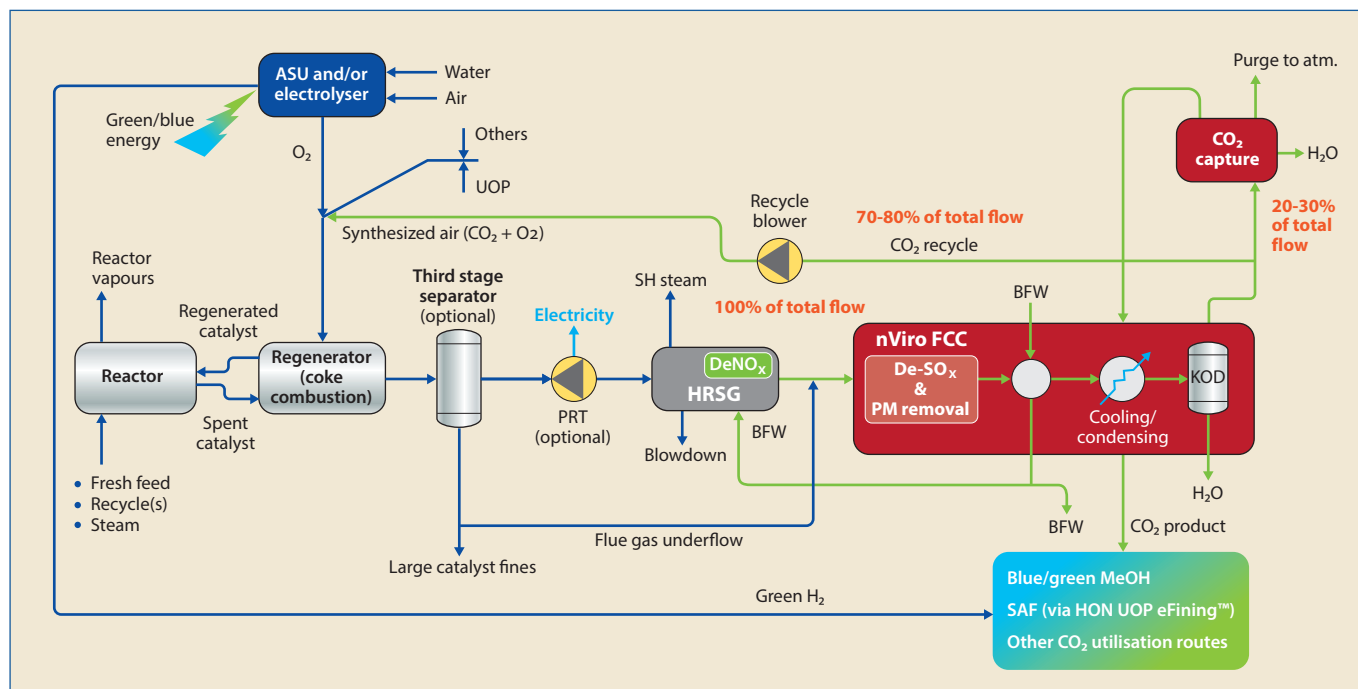 ASU and/or
electrolyser
Water
Air
Green/blue
energy
O₂
Others
UOP
Purge to atm.
CO₂
capture
H₂O
Recycle
blower
70-80% of total flow
20-30%
of total
flow
Synthesized air (CO₂ + O2)
CO₂ recycle
Reactor
vapours
Regenerated
catalyst
Third stage
separator
(optional)
SH steam
Electricity
100% of total flow
BFW
nViro FCC
Reactor
Regenerator
(coke
combustion)
DeNOₓ
HRSG
De-SOₓ
&
PM removal
KOD
Spent
catalyst
PRT
(optional)
Blowdown
BFW
Cooling/
condensing
• Fresh feed
• Recycle(s)
• Steam
H₂O
BFW
CO₂ product
Flue gas underflow
Large catalyst fines
Green H₂
Blue/green MeOH
SAF (via HON UOP eFining™)
Other CO₂ utilisation routes